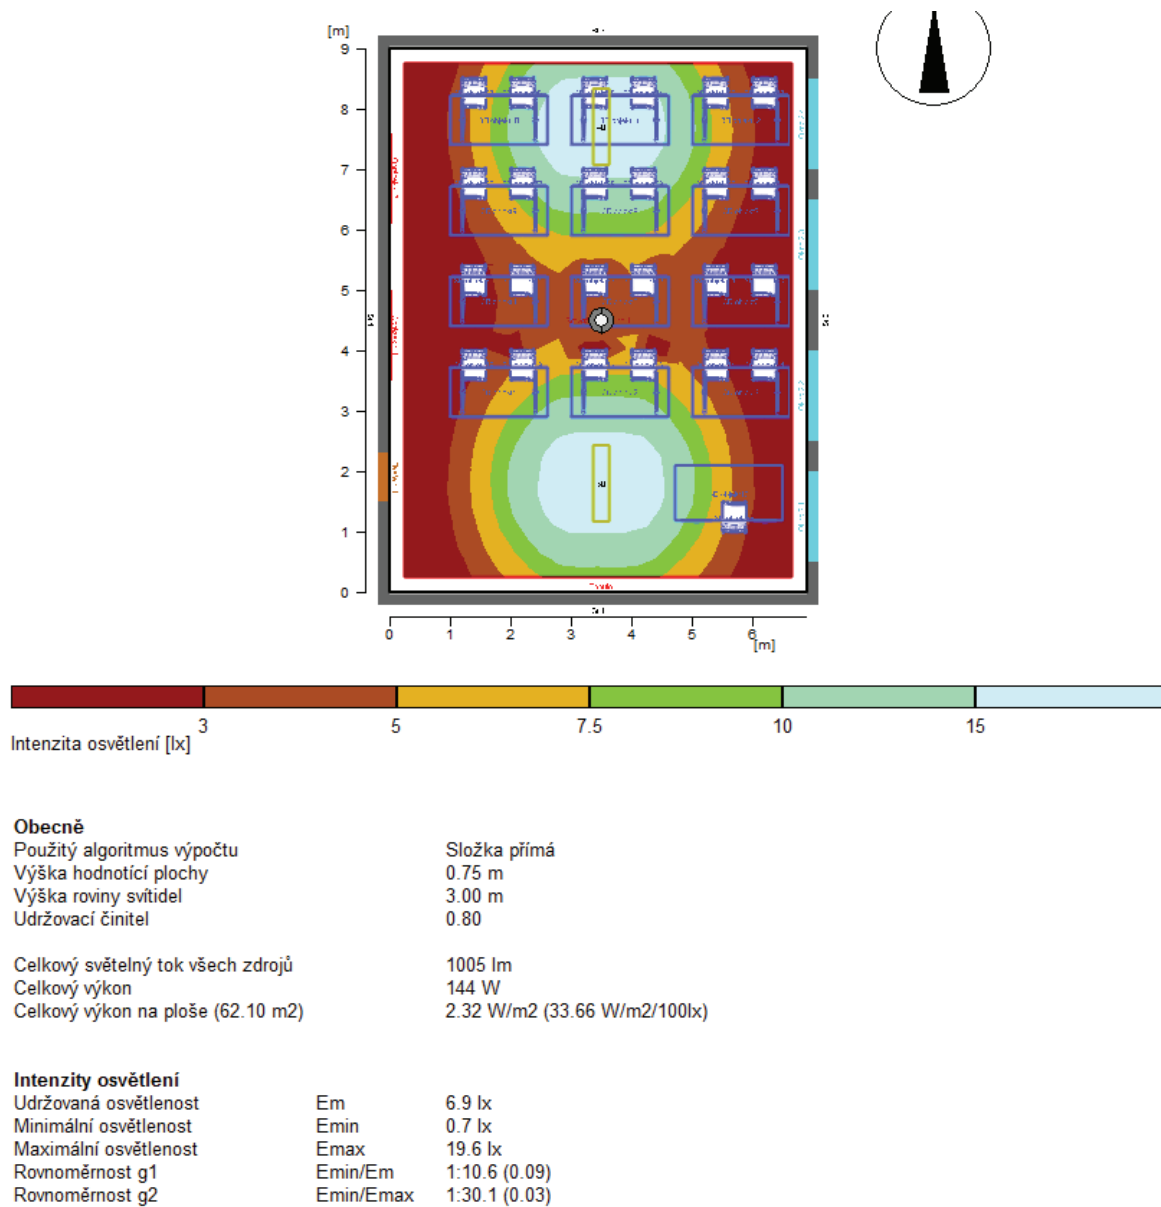 [m]
9
8
7
6
5
4
3
2
1
0
0 1 2 3 4 5 6
[m]
3 5 7.5 10 15
Intenzita osvětlení [lx]
Obecně
Použitý algoritmus výpočtu Složka přímá
Výška hodnotící plochy 0.75 m
Výška roviny svítidel 3.00 m
Udržovací činitel 0.80
Celkový světelný tok všech zdrojů 1005 lm
Celkový výkon 144 W
Celkový výkon na ploše (62.10 m2) 2.32 W/m2 (33.66 W/m2/100lx)
Intenzity osvětlení
Udržovaná osvětlenost Em 6.9 lx
Minimální osvětlenost Emin 0.7 lx
Maximální osvětlenost Emax 19.6 lx
Rovnoměrnost g1 Emin/Em 1:10.6 (0.09)
Rovnoměrnost g2 Emin/Emax 1:30.1 (0.03)